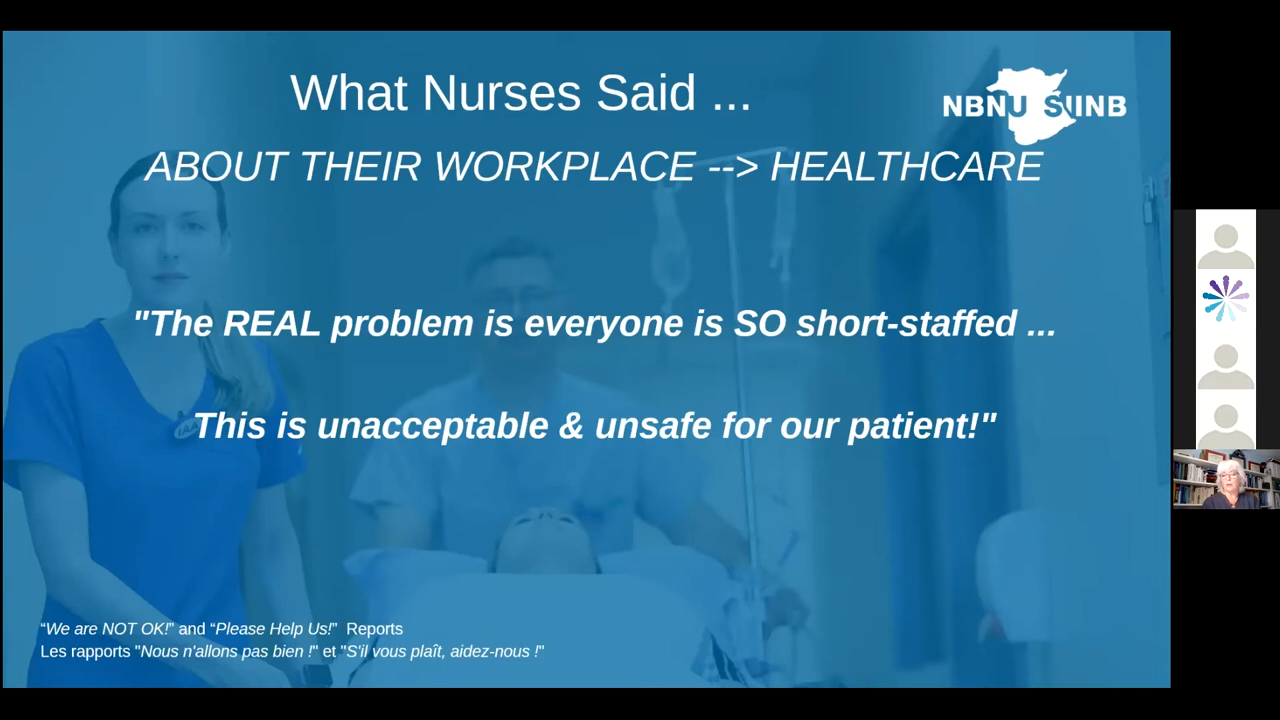 What Nurses Said ...
NBNU SIINB
ABOUT THEIR WORKPLACE --> HEALTHCARE
"The REAL problem is everyone is SO short-staffed ...
This is unacceptable & unsafe for our patient!"
“We are NOT OK!” and “Please Help Us!” Reports
Les rapports "Nous n'allons pas bien !" et "S'il vous plaît, aidez-nous !"